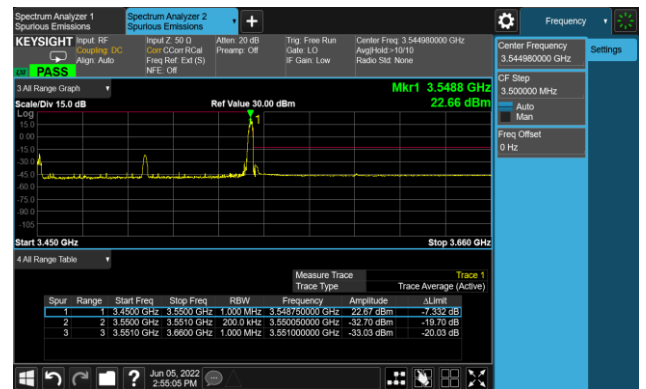 Spectrum Analyzer 1
Spurious Emissions
Spectrum Analyzer 2
Spurious Emissions
Frequency
KEYSIGHT
Input: RF
Coupling: DC
Align: Auto
Input Z: 50 Ω
Corr CCorr RCal
Freq Ref: Ext (S)
NFE: Off
Atten: 20 dB
Preamp: Off
Trig: Free Run
Gate: LO
IF Gain: Low
Center Freq: 3.544980000 GHz
Avg|Hold:>10/10
Radio Std: None
PASS
Center Frequency
3.544980000 GHz
Settings
CF Step
3.500000 MHz
Auto
Man
Freq Offset
0 Hz
3 All Range Graph
Mkr1 3.5488 GHz
Scale/Div 15.0 dB
Ref Value 30.00 dBm
22.66 dBm
Log
1
15.0
0.00
-15.0
-30.0
-45.0
-60.0
-75.0
-90.0
-105
Start 3.450 GHz
Stop 3.660 GHz
4 All Range Table
Measure Trace Trace 1
Trace Type Trace Average (Active)
Spur Range Start Freq Stop Freq RBW Frequency Amplitude ΔLimit
1 1 3.4500 GHz 3.5500 GHz 1.000 MHz 3.548750000 GHz 22.67 dBm -7.332 dB
2 2 3.5500 GHz 3.5510 GHz 200.0 kHz 3.550050000 GHz -32.70 dBm -19.70 dB
3 3 3.5510 GHz 3.6600 GHz 1.000 MHz 3.551000000 GHz -33.03 dBm -20.03 dB
Jun 05, 2022
2:55:05 PM